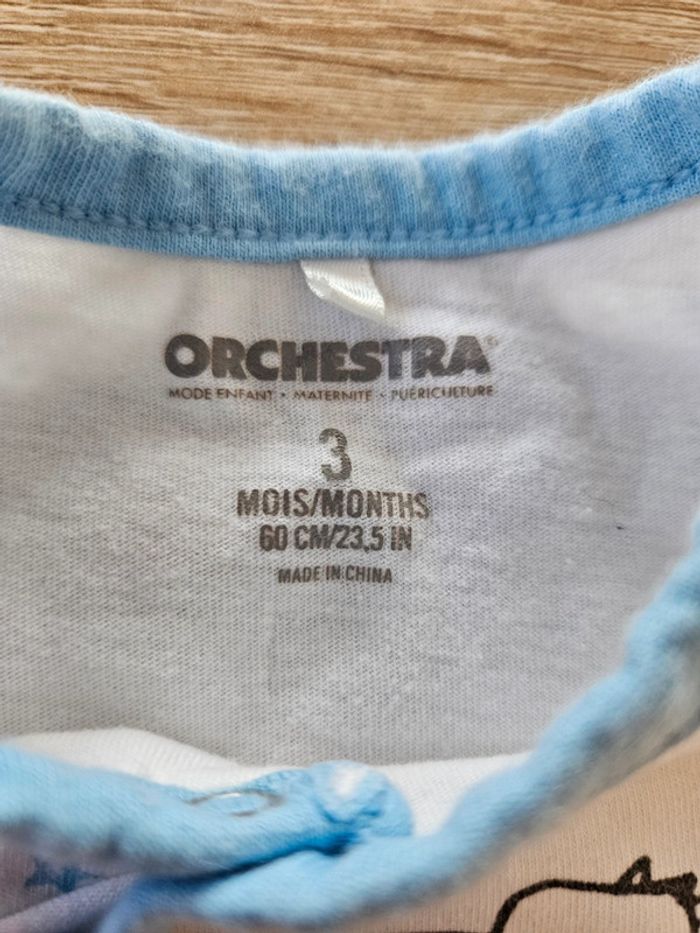 ORCHESTRA
MODE ENFANT • MATERNITE • PUERICULTURE
3
MOIS/MONTHS
60 CM/23,5 IN
MADE IN CHINA